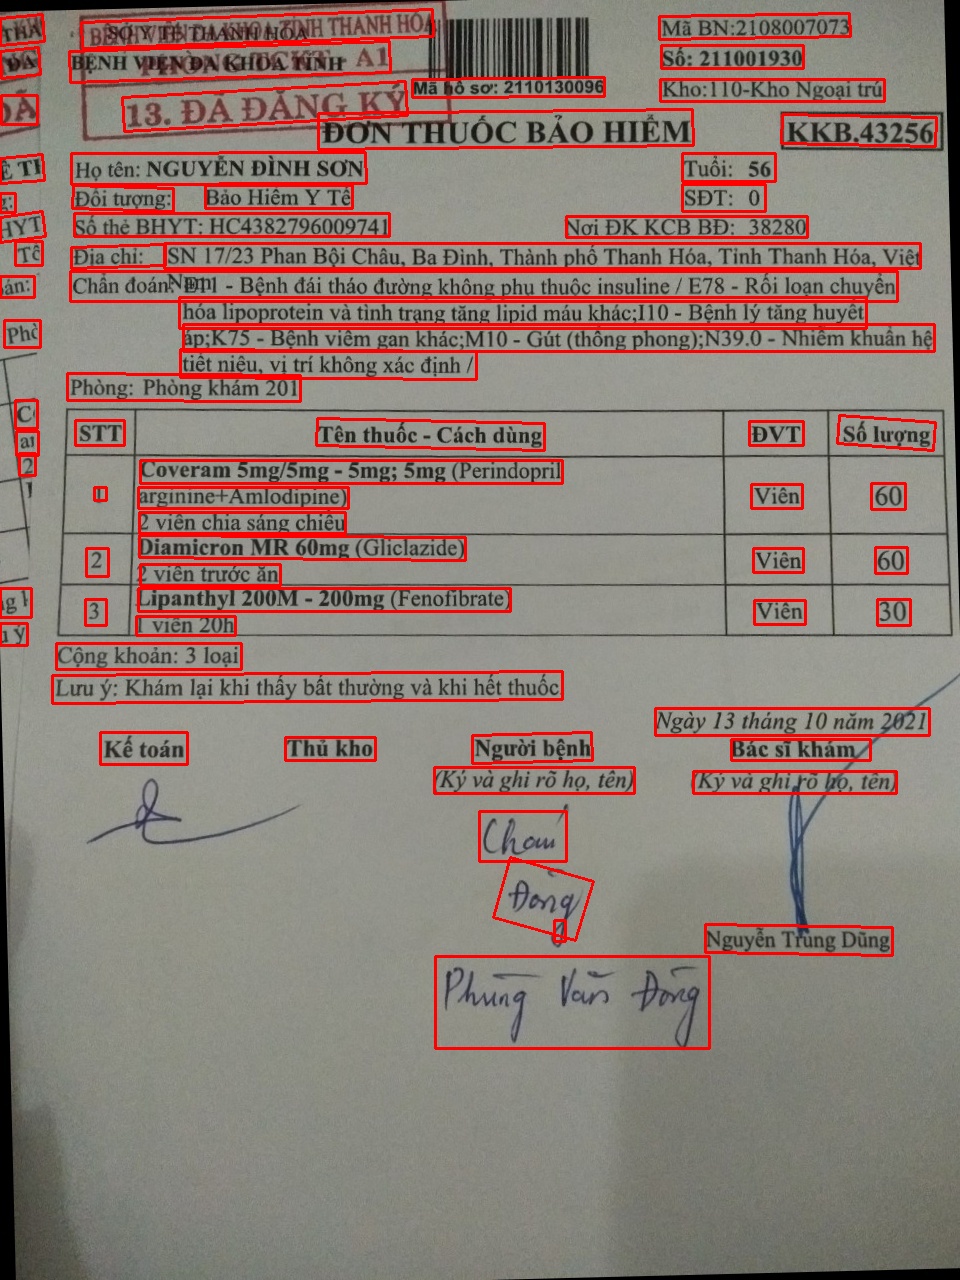 SỞ Y TẾ THANH HÓA
BỆNH VIỆN ĐA KHOA TỈNH THANH HÓA
BỆNH VIỆN ĐA KHOA TỈNH
A1
13. ĐÃ ĐĂNG KÝ
Mã hồ sơ: 2110130096
Mã BN:2108007073
Số: 211001930
Kho:110-Kho Ngoại trú
ĐƠN THUỐC BẢO HIỂM
KKB.43256
Họ tên: NGUYỄN ĐÌNH SƠN
Tuổi: 56
Đối tượng: Bảo Hiểm Y Tế
SĐT: 0
Số thẻ BHYT: HC4382796009741
Nơi ĐK KCB BĐ: 38280
Địa chỉ: SN 17/23 Phan Bội Châu, Ba Đình, Thành phố Thanh Hóa, Tỉnh Thanh Hóa, Việt
Nam
Chẩn đoán: E11 - Bệnh đái tháo đường không phụ thuộc insuline / E78 - Rối loạn chuyển
hóa lipoprotein và tình trạng tăng lipid máu khác;I10 - Bệnh lý tăng huyết
áp;K75 - Bệnh viêm gan khác;M10 - Gút (thống phong);N39.0 - Nhiễm khuẩn hệ
tiết niệu, vị trí không xác định /
Phòng: Phòng khám 201
STT Tên thuốc - Cách dùng ĐVT Số lượng
1 Coveram 5mg/5mg - 5mg; 5mg (Perindopril
arginine+Amlodipine) Viên 60
2 viên chia sáng chiều
2 Diamicron MR 60mg (Gliclazide) Viên 60
2 viên trước ăn
3 Lipanthyl 200M - 200mg (Fenofibrate) Viên 30
1 viên 20h
Cộng khoản: 3 loại
Lưu ý: Khám lại khi thấy bất thường và khi hết thuốc
Ngày 13 tháng 10 năm 2021
Kế toán Thủ kho Người bệnh Bác sĩ khám
(Ký và ghi rõ họ, tên) (Ký và ghi rõ họ, tên)
Đồng
Nguyễn Trung Dũng
Phùng Văn Đồng